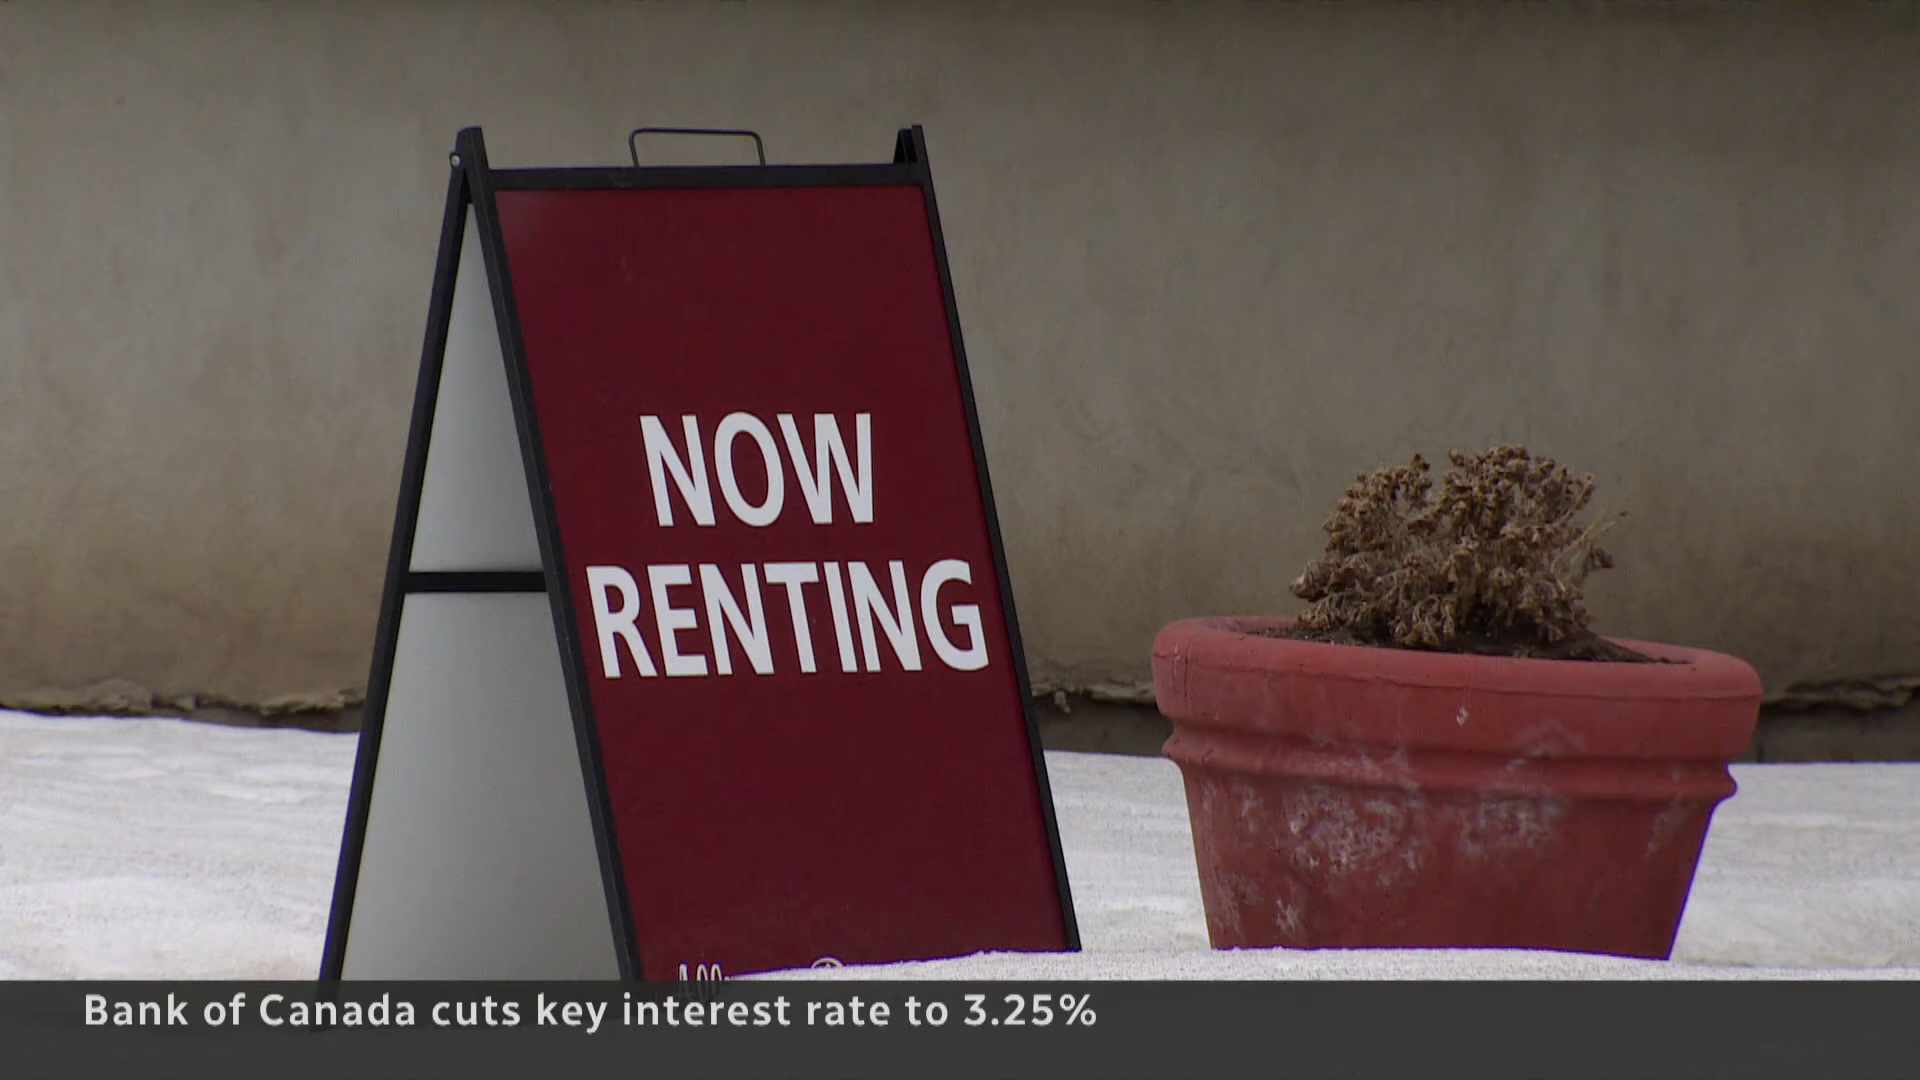 NOW
RENTING
Bank of Canada cuts key interest rate to 3.25%